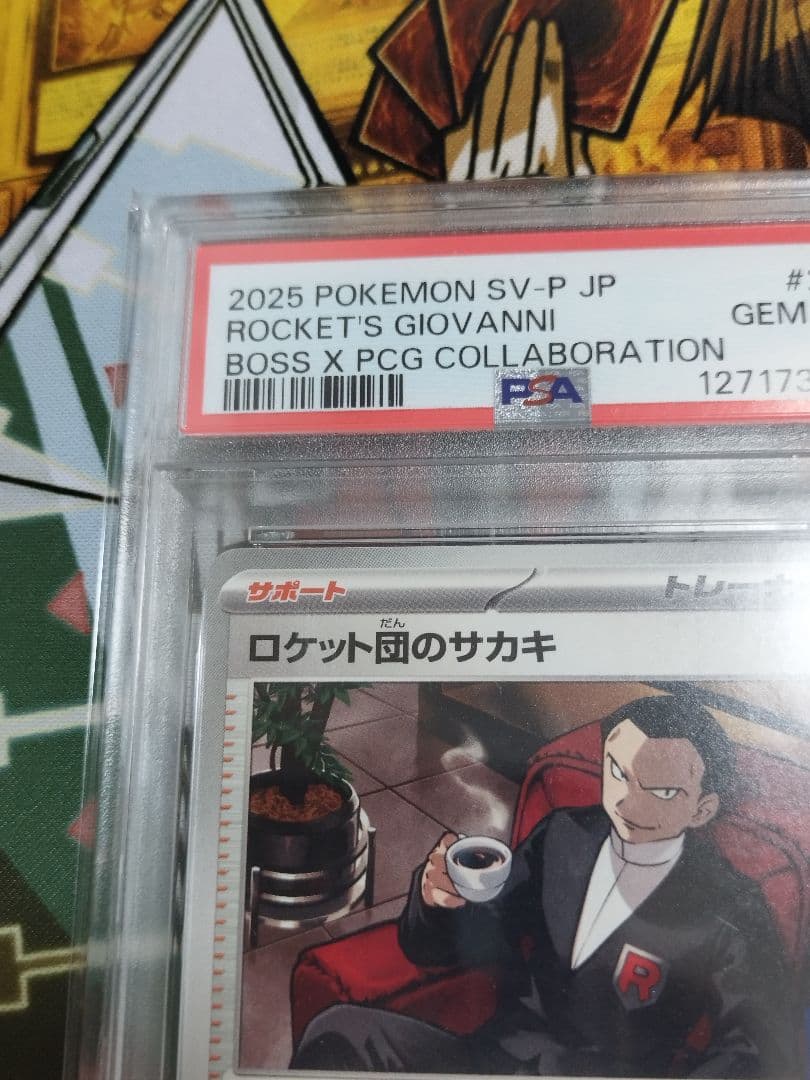 2025 POKEMON SV-P JP
ROCKET'S GIOVANNI
GEM
BOSS X PCG COLLABORATION
PSA
サポート
だん
ロケット団のサカキ
R